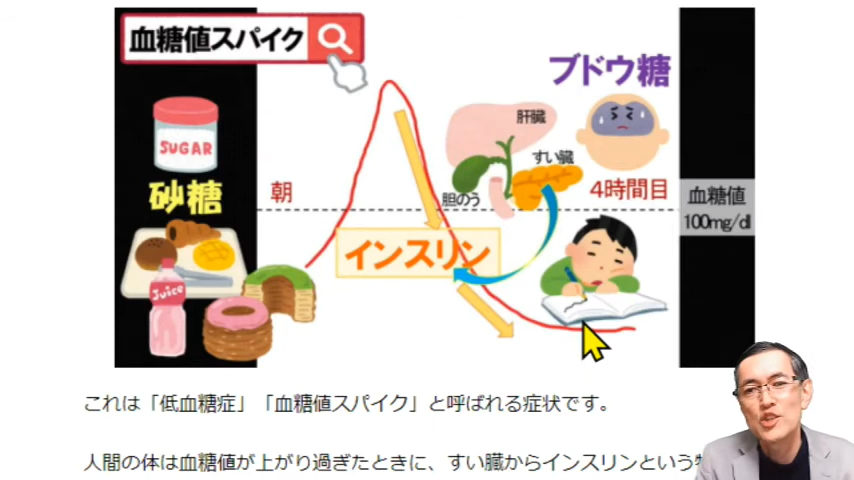 血糖値スパイク
ブドウ糖
肝臓
SUGAR
すい臓
砂糖
朝
胆のう
4時間目
血糖値
100mg/dl
インスリン
Juice
これは「低血糖症」「血糖値スパイク」と呼ばれる症状です。
人間の体は血糖値が上がり過ぎたときに、すい臓からインスリンという